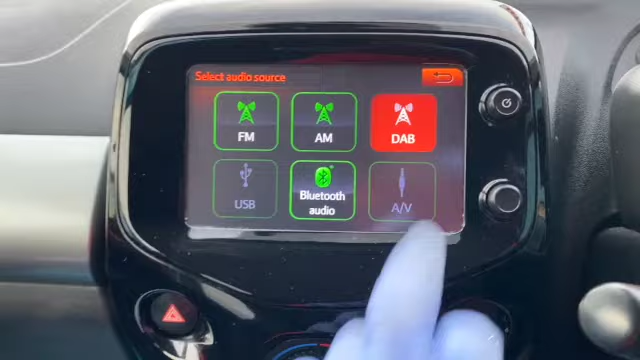 Select audio source
FM
AM
DAB
USB
Bluetooth
audio
A/V